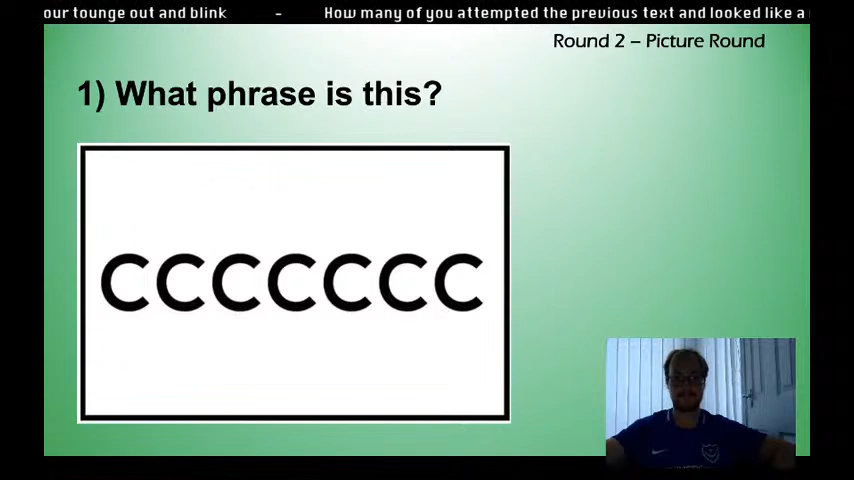 our tounge out and blink - How many of you attempted the previous text and looked like a
Round 2 – Picture Round
1) What phrase is this?
CCCCCCC